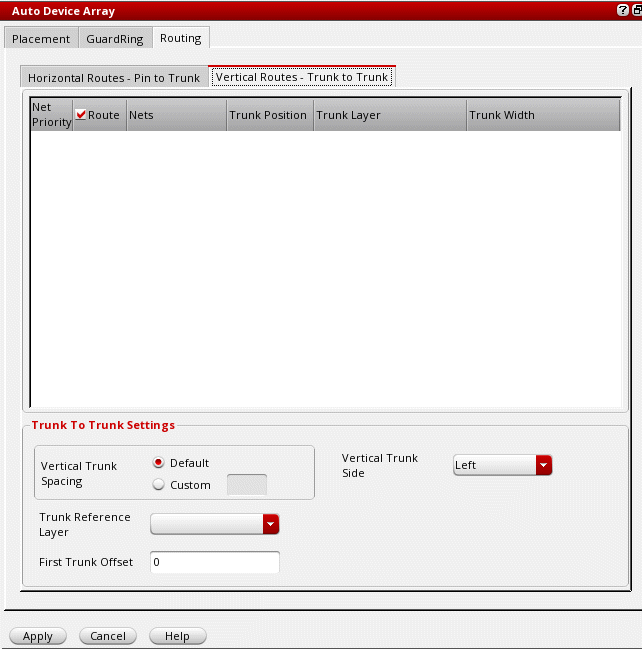 Auto Device Array
Placement GuardRing Routing
Horizontal Routes - Pin to Trunk Vertical Routes - Trunk to Trunk
Net
Priority Route Nets Trunk Position Trunk Layer Trunk Width
Trunk To Trunk Settings
Vertical Trunk
Spacing
Default
Custom
Vertical Trunk
Side
Left
Trunk Reference
Layer
First Trunk Offset 0
Apply Cancel Help